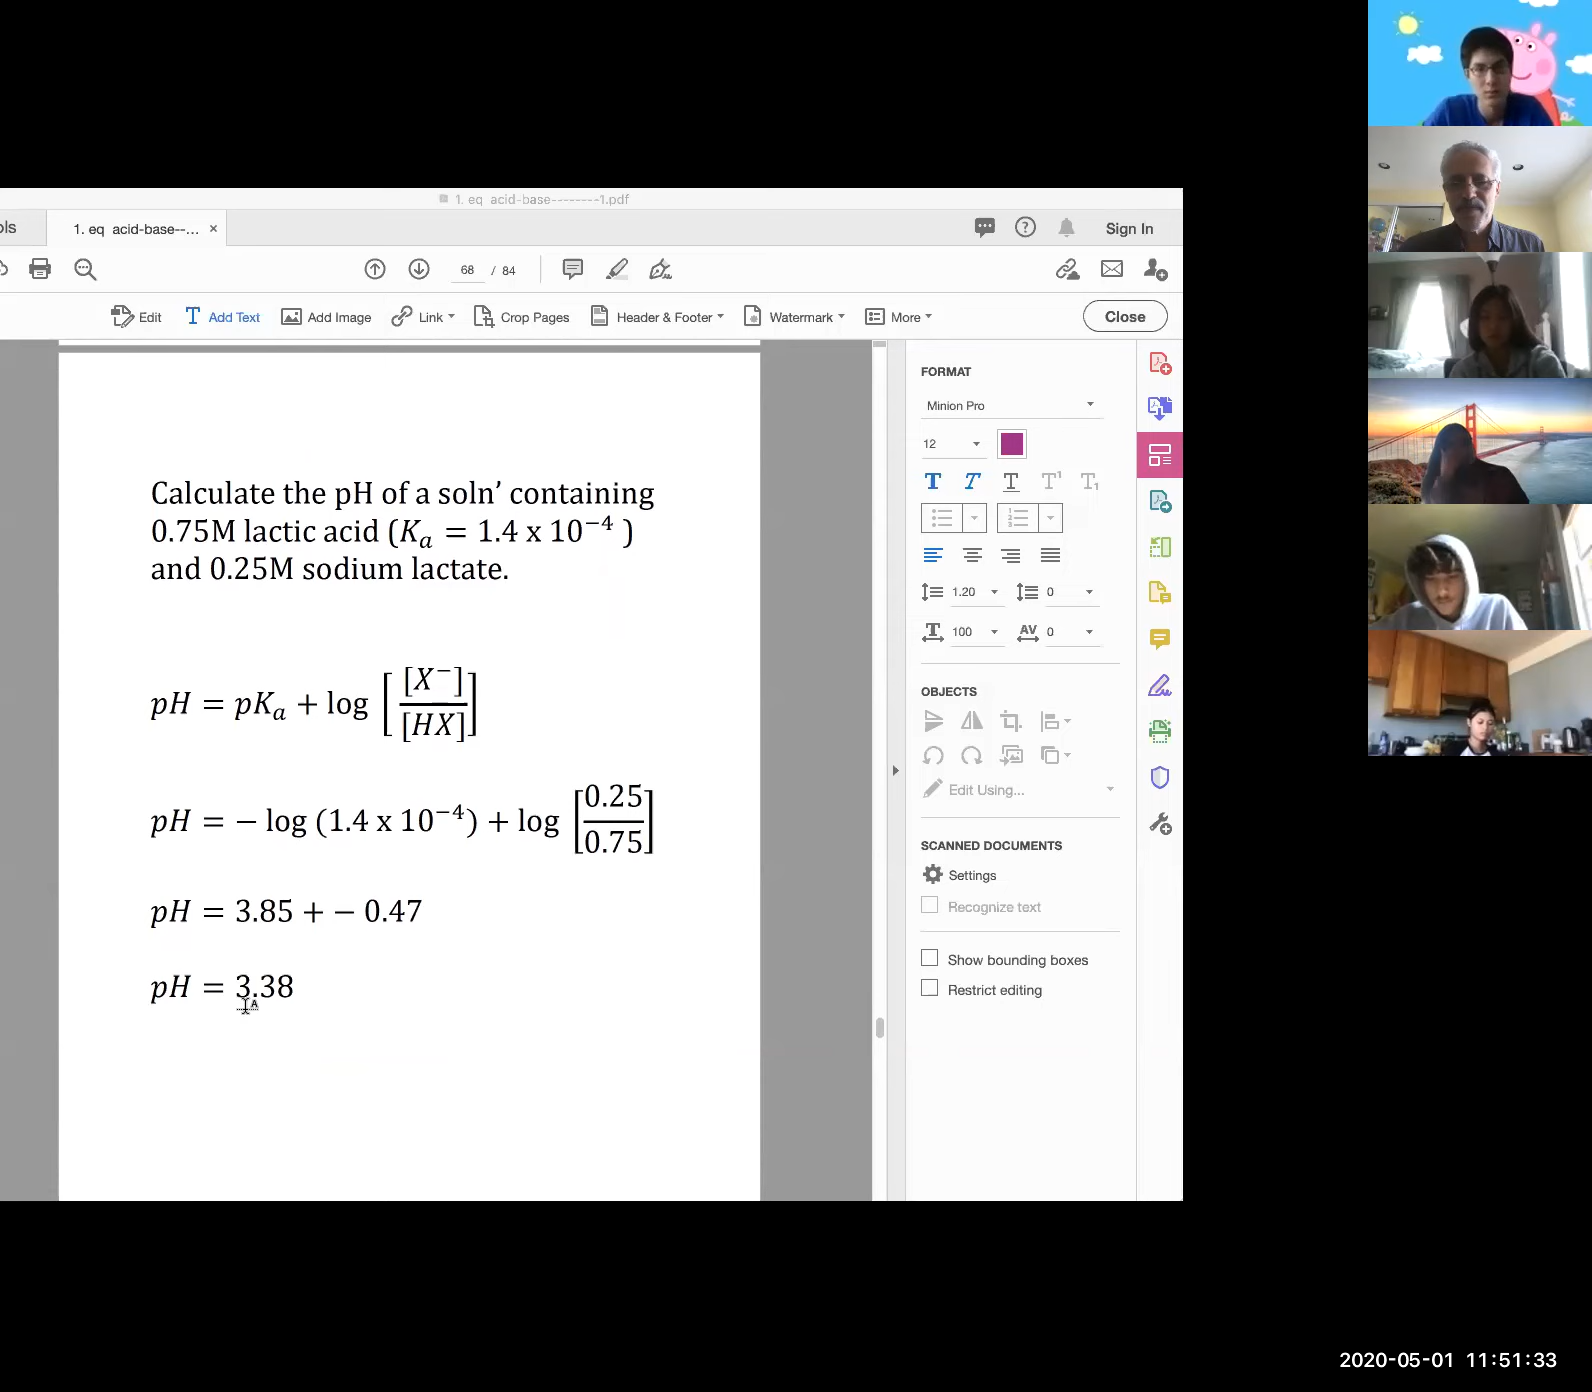 1. eq acid-base--------1.pdf
ols
1. eq acid-base--... ×
Sign In
68 / 84
Edit
Add Text
Add Image
Link
Crop Pages
Header & Footer
Watermark
More
Close
Calculate the pH of a soln’ containing
0.75M lactic acid (Kₐ = 1.4 x 10⁻⁴ )
and 0.25M sodium lactate.
pH = pKₐ + log [[X⁻]/[HX]]
pH = − log (1.4 x 10⁻⁴) + log [0.25/0.75]
pH = 3.85 + − 0.47
pH = 3.38
FORMAT
Minion Pro
12
T T T T¹ T₁
1.20
0
100
AV 0
OBJECTS
Edit Using...
SCANNED DOCUMENTS
Settings
Recognize text
Show bounding boxes
Restrict editing
2020-05-01 11:51:33